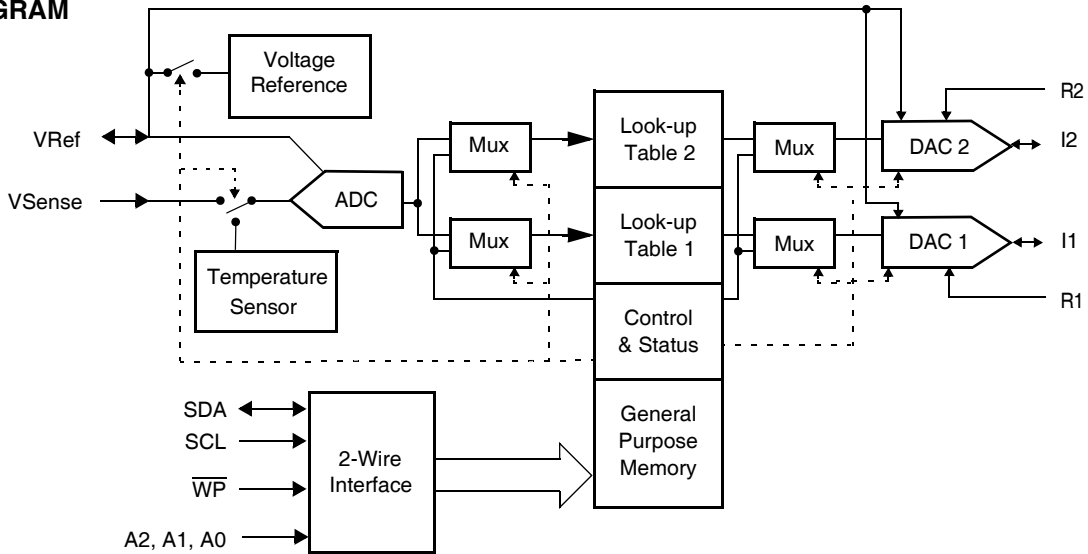 GRAM
Voltage
Reference
VRef
VSense
ADC
Temperature
Sensor
Mux
Mux
Look-up
Table 2
Look-up
Table 1
Control
& Status
General
Purpose
Memory
Mux
Mux
DAC 2
DAC 1
R2
I2
I1
R1
SDA
SCL
WP
A2, A1, A0
2-Wire
Interface